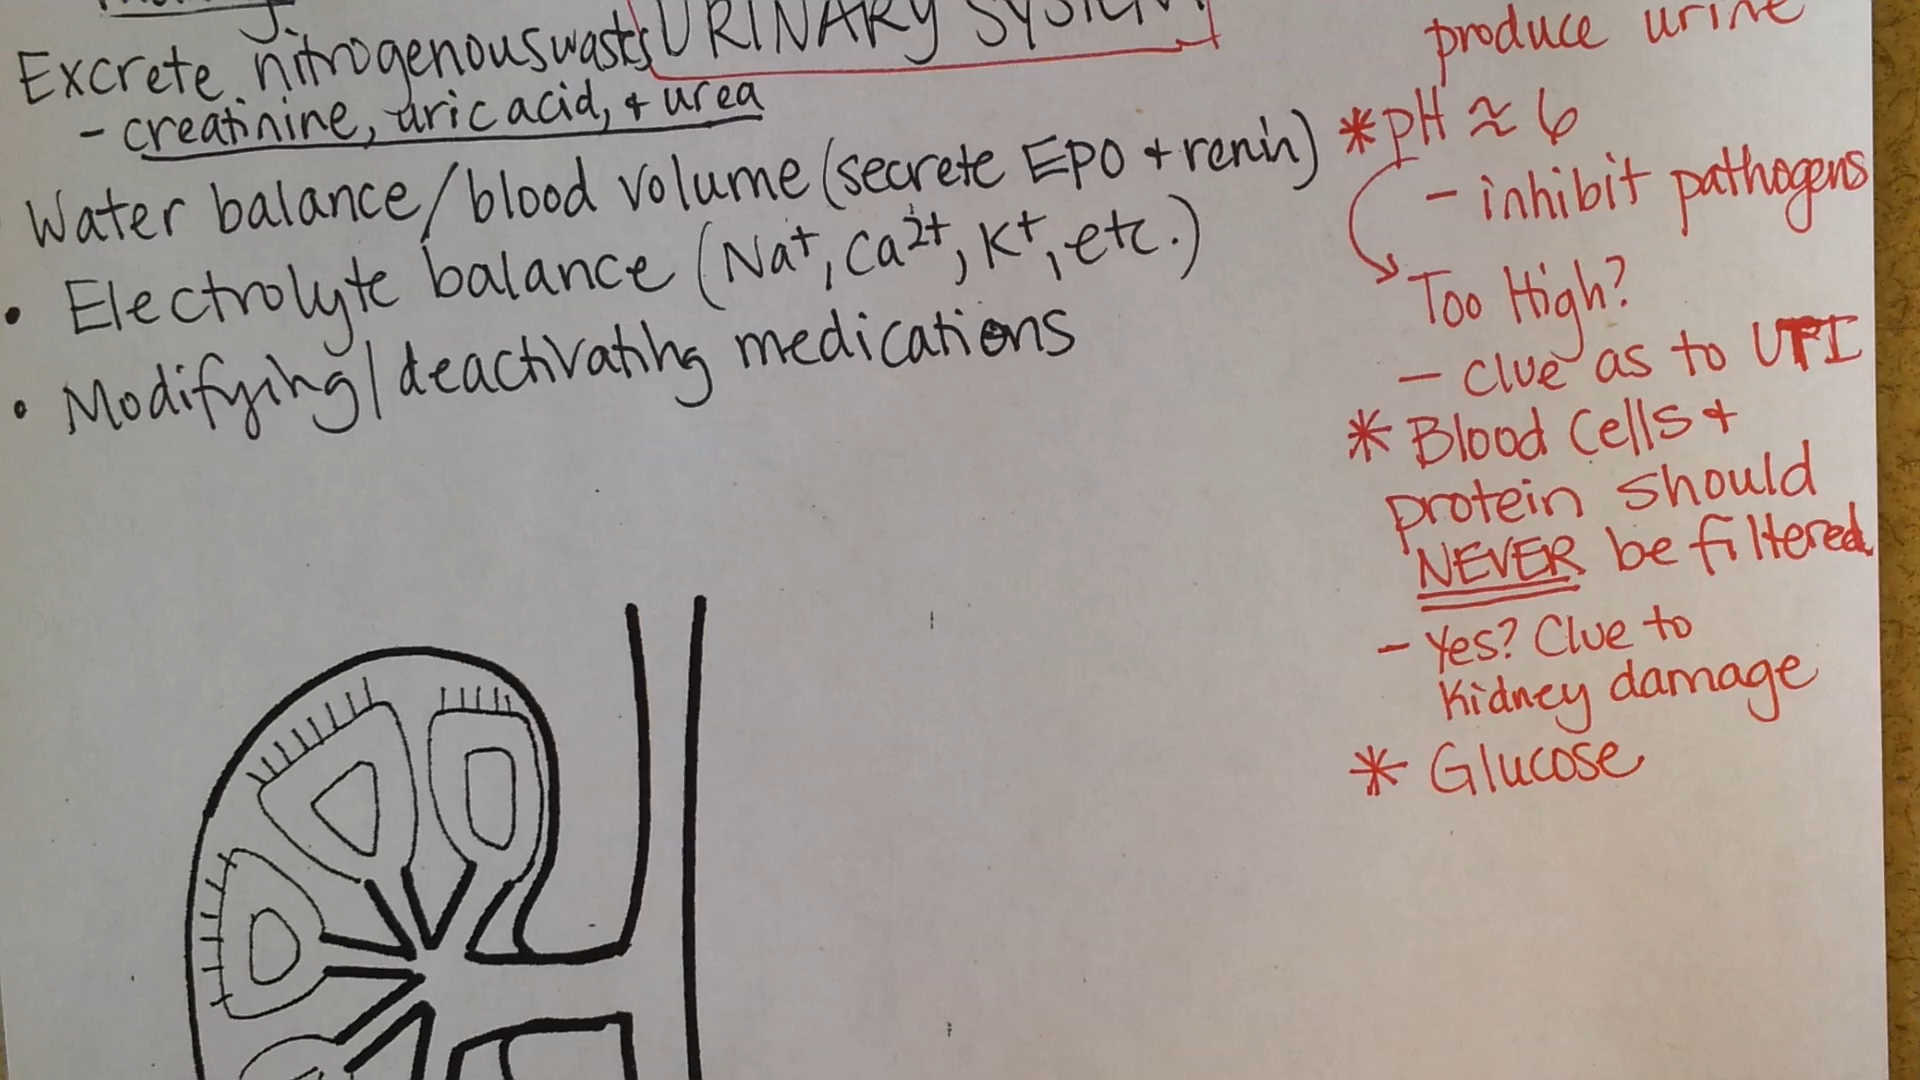 URINARY SYSTEM
Excrete nitrogenous wastes
- creatinine, uric acid, + urea
Water balance/blood volume (secrete EPO + renin)
• Electrolyte balance (Na+, Ca2+, K+, etc.)
• Modifying/deactivating medications
produce urine
* pH ≈ 6
- inhibit pathogens
Too High?
- Clue as to UTI
* Blood Cells +
protein should
NEVER be filtered
- Yes? Clue to
Kidney damage
* Glucose